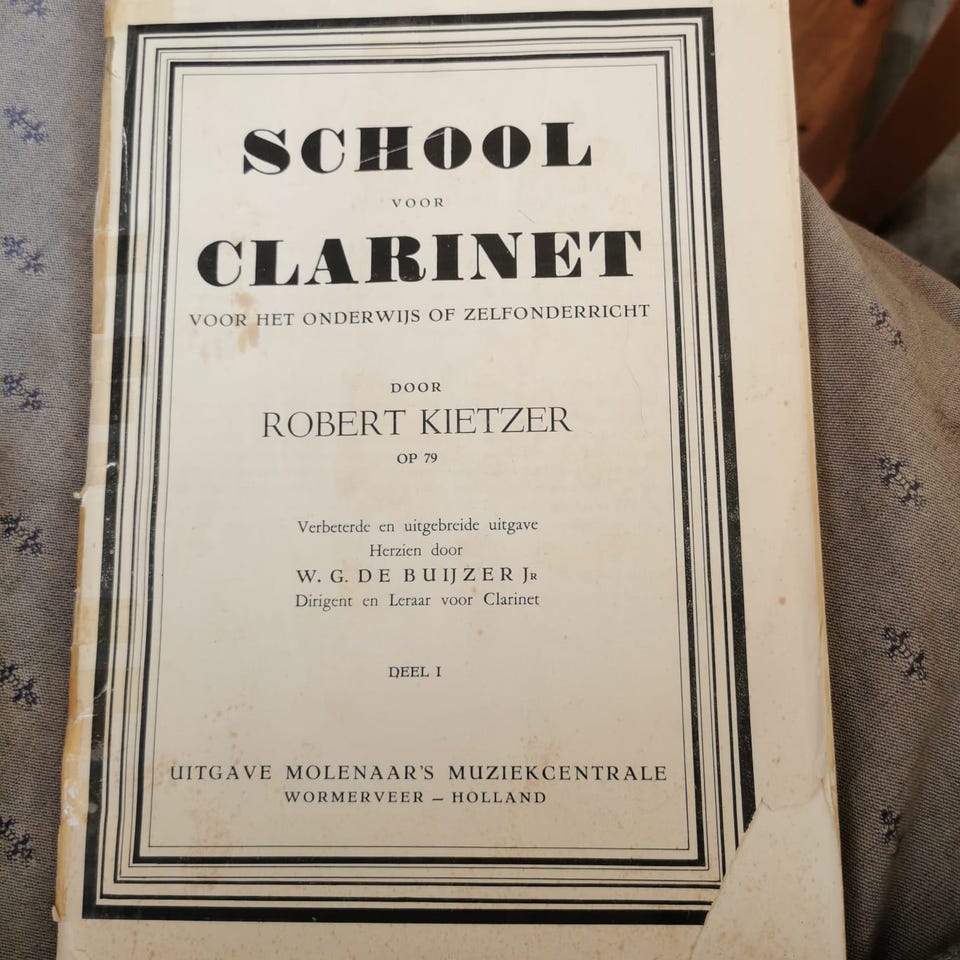 SCHOOL
VOOR
CLARINET
VOOR HET ONDERWIJS OF ZELFONDERRICHT
DOOR
ROBERT KIETZER
OP 79
Verbeterde en uitgebreide uitgave
Herzien door
W. G. DE BUIJZER JR
Dirigent en Leraar voor Clarinet
DEEL I
UITGAVE MOLENAAR'S MUZIEKCENTRALE
WORMERVEER – HOLLAND